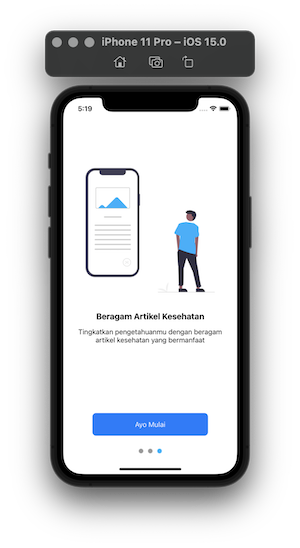 iPhone 11 Pro – iOS 15.0
5:19
Beragam Artikel Kesehatan
Tingkatkan pengetahuanmu dengan beragam
artikel kesehatan yang bermanfaat
Ayo Mulai